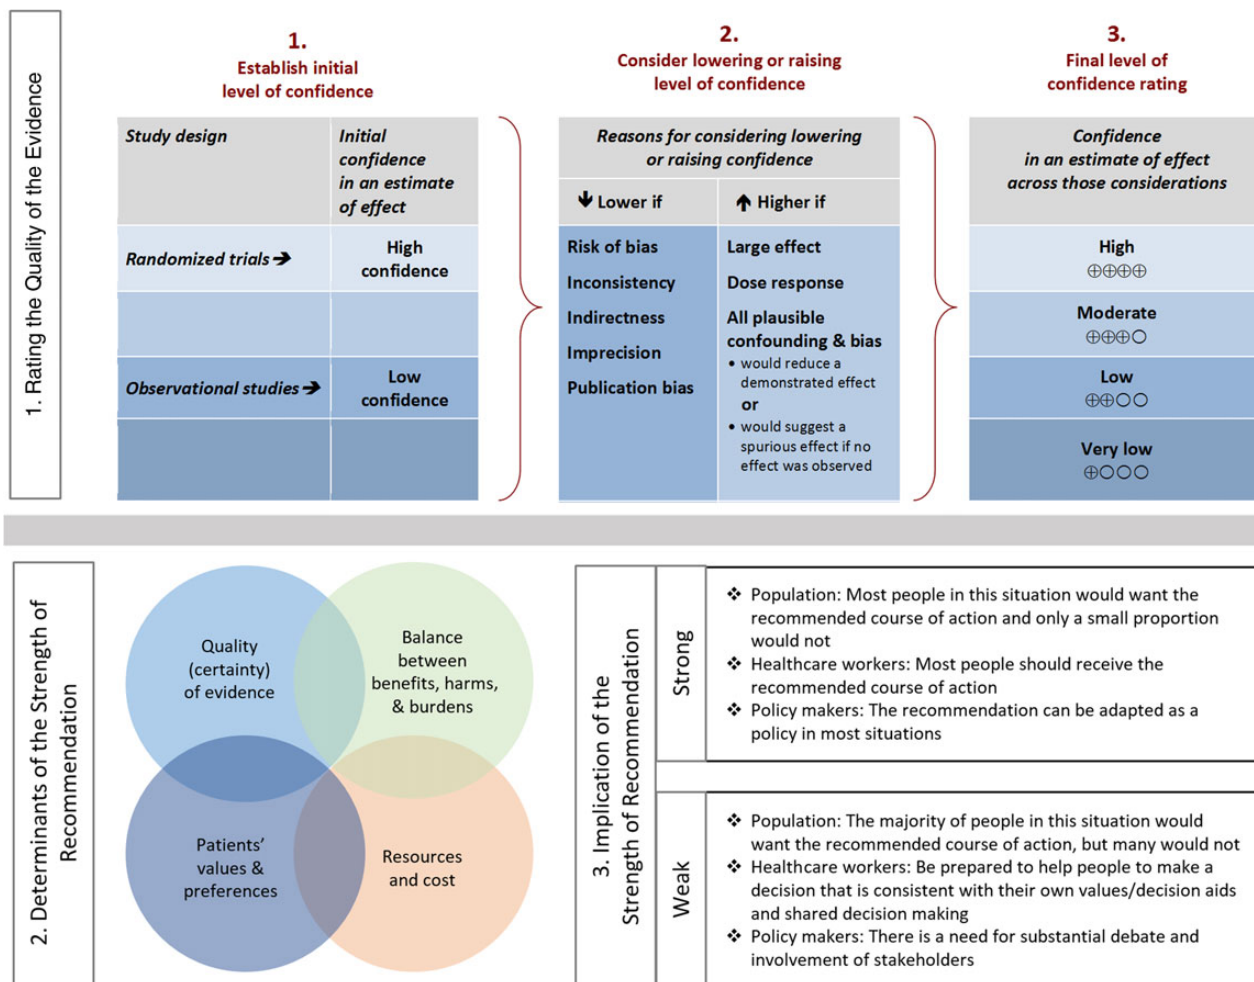 1. Rating the Quality of the Evidence
1.
Establish initial
level of confidence
2.
Consider lowering or raising
level of confidence
3.
Final level of
confidence rating
Study design
Initial
confidence
in an estimate
of effect
Randomized trials ➔
High
confidence
Observational studies ➔
Low
confidence
Reasons for considering lowering
or raising confidence
🡫 Lower if
🡩 Higher if
Risk of bias
Inconsistency
Indirectness
Imprecision
Publication bias
Large effect
Dose response
All plausible
confounding & bias
• would reduce a
demonstrated effect
or
• would suggest a
spurious effect if no
effect was observed
Confidence
in an estimate of effect
across those considerations
High
⊕⊕⊕⊕
Moderate
⊕⊕⊕○
Low
⊕⊕○○
Very low
⊕○○○
2. Determinants of the Strength of
Recommendation
Quality
(certainty)
of evidence
Balance
between
benefits, harms,
& burdens
Patients’
values &
preferences
Resources
and cost
3. Implication of the
Strength of Recommendation
Strong
❖ Population: Most people in this situation would want the
recommended course of action and only a small proportion
would not
❖ Healthcare workers: Most people should receive the
recommended course of action
❖ Policy makers: The recommendation can be adapted as a
policy in most situations
Weak
❖ Population: The majority of people in this situation would
want the recommended course of action, but many would not
❖ Healthcare workers: Be prepared to help people to make a
decision that is consistent with their own values/decision aids
and shared decision making
❖ Policy makers: There is a need for substantial debate and
involvement of stakeholders